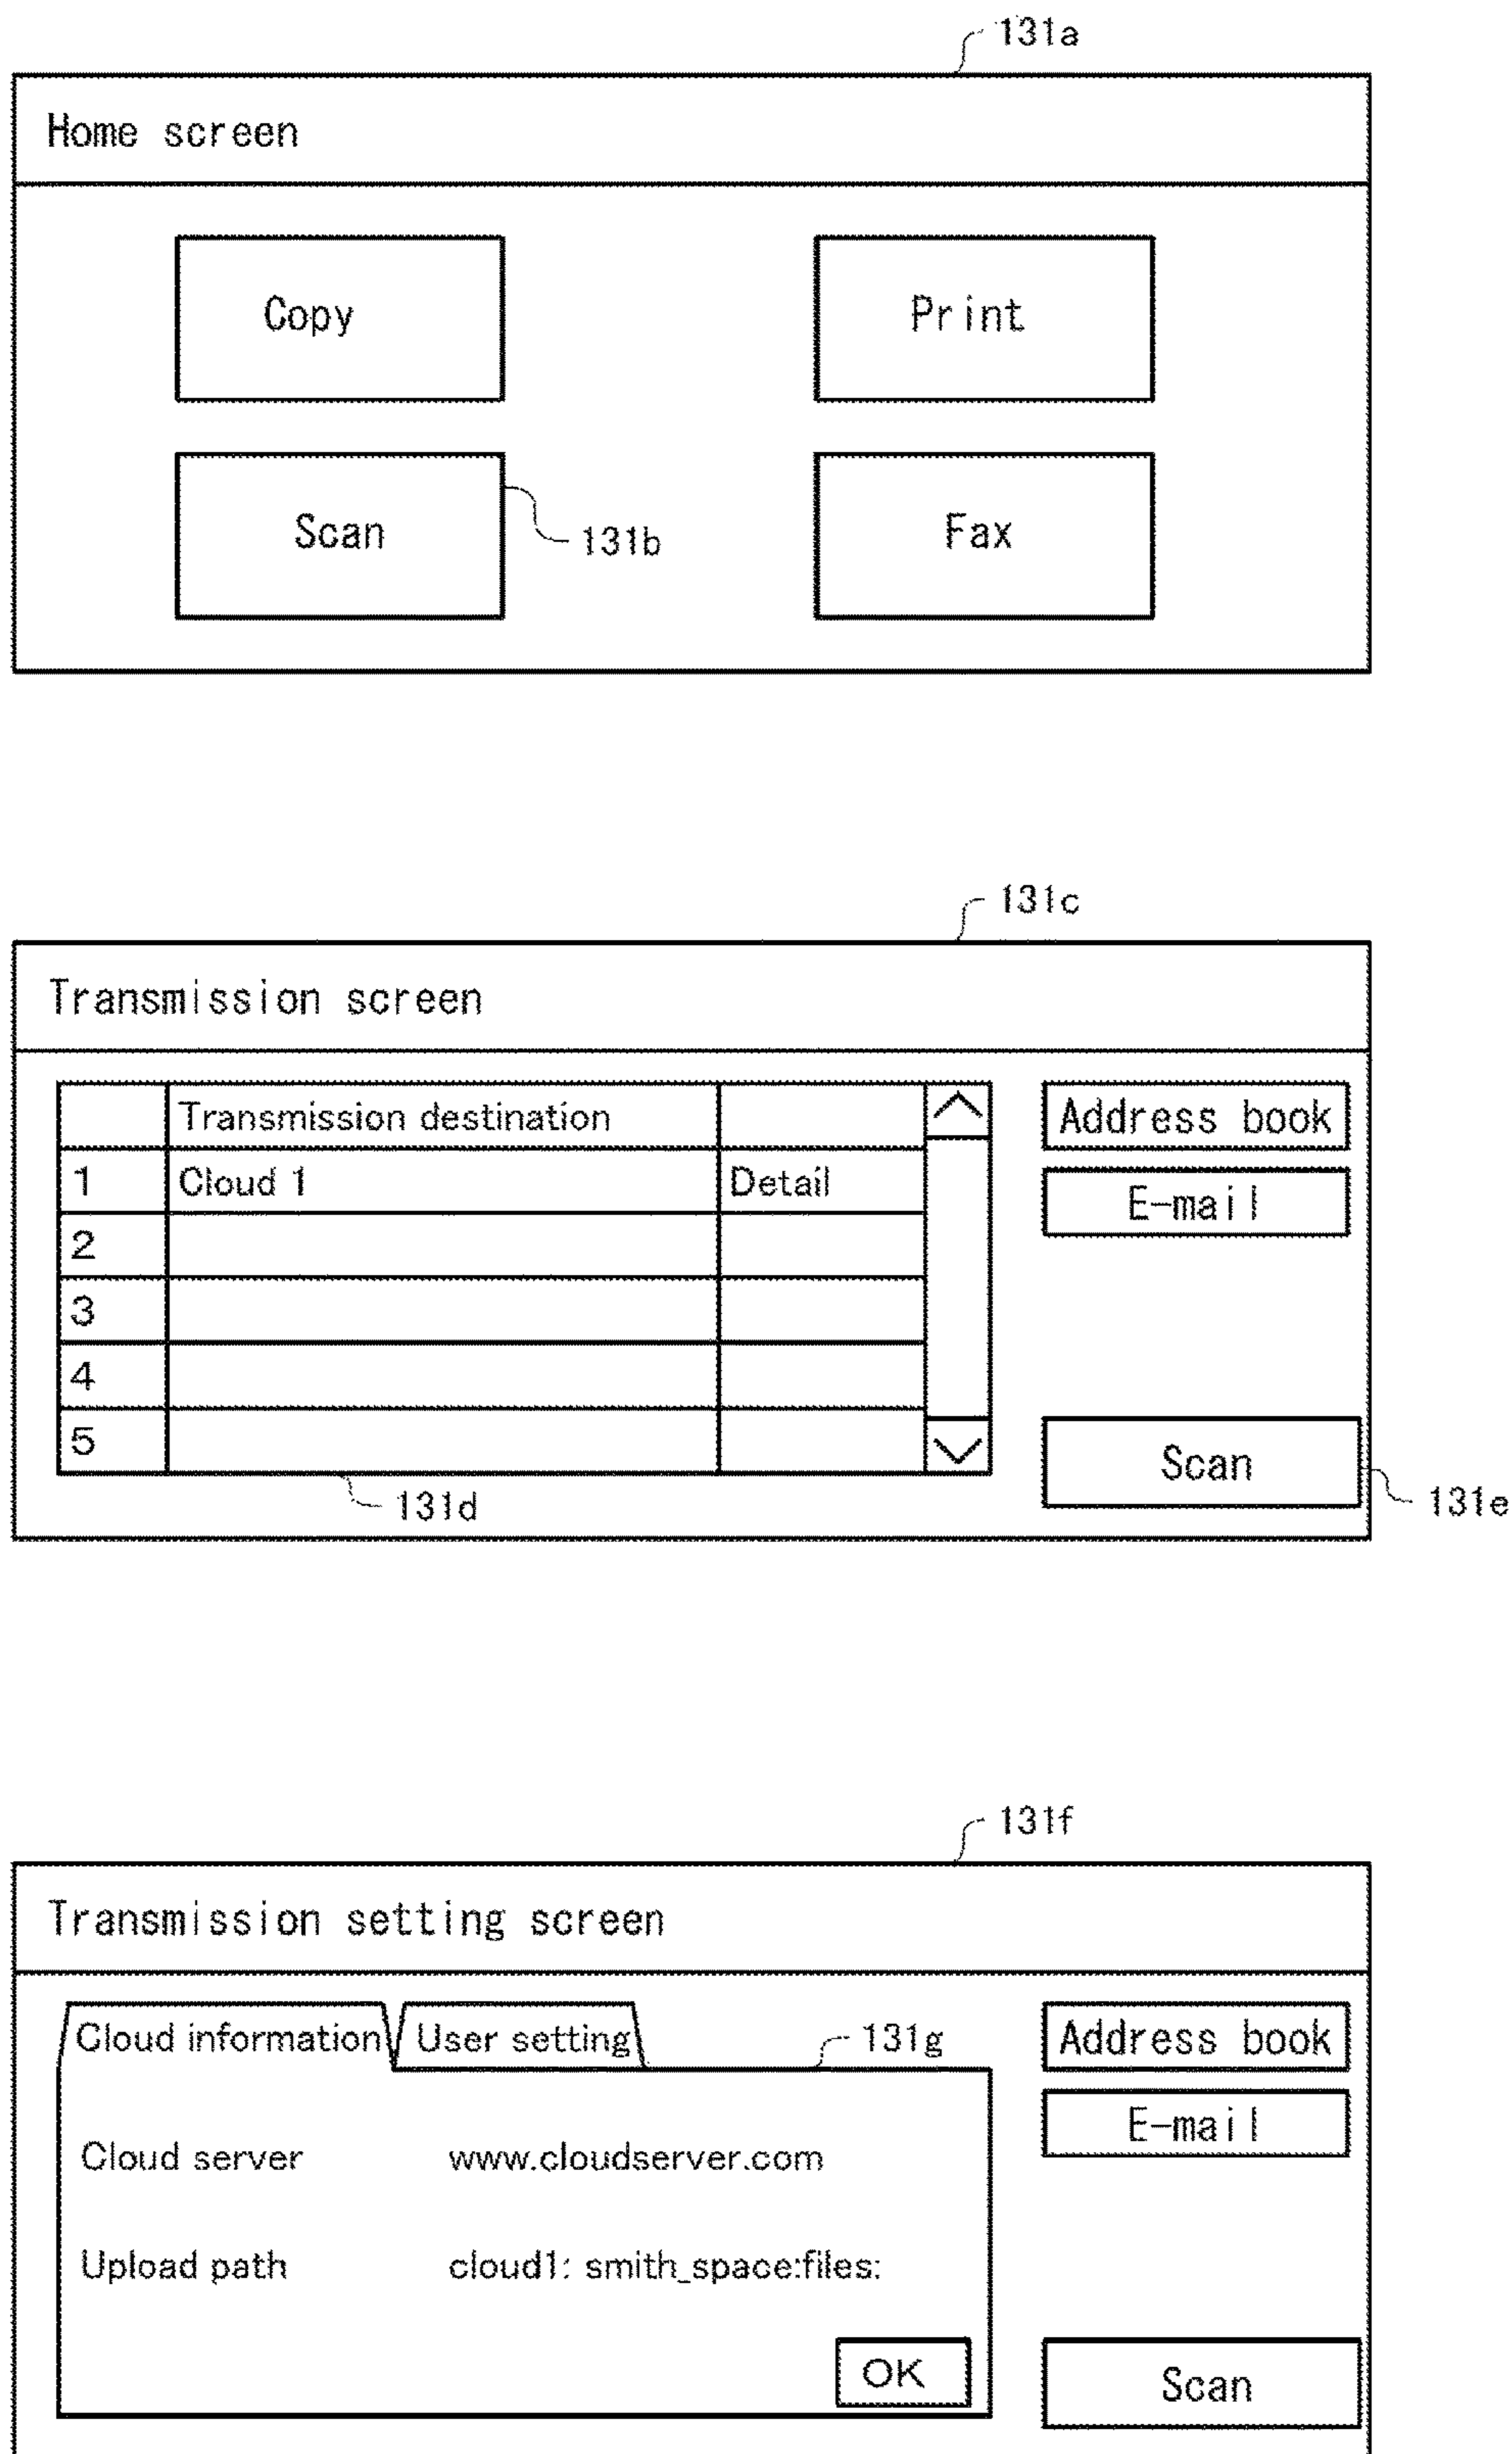 131a
Home screen
Copy Print
Scan 131b Fax
131c
Transmission screen
Transmission destination Address book
1 Cloud 1 Detail
E-mail
2
3
4
5 Scan
131d 131e
131f
Transmission setting screen
Cloud information User setting 131g Address book
E-mail
Cloud server www.cloudserver.com
Upload path cloud1: smith_space:files:
OK Scan